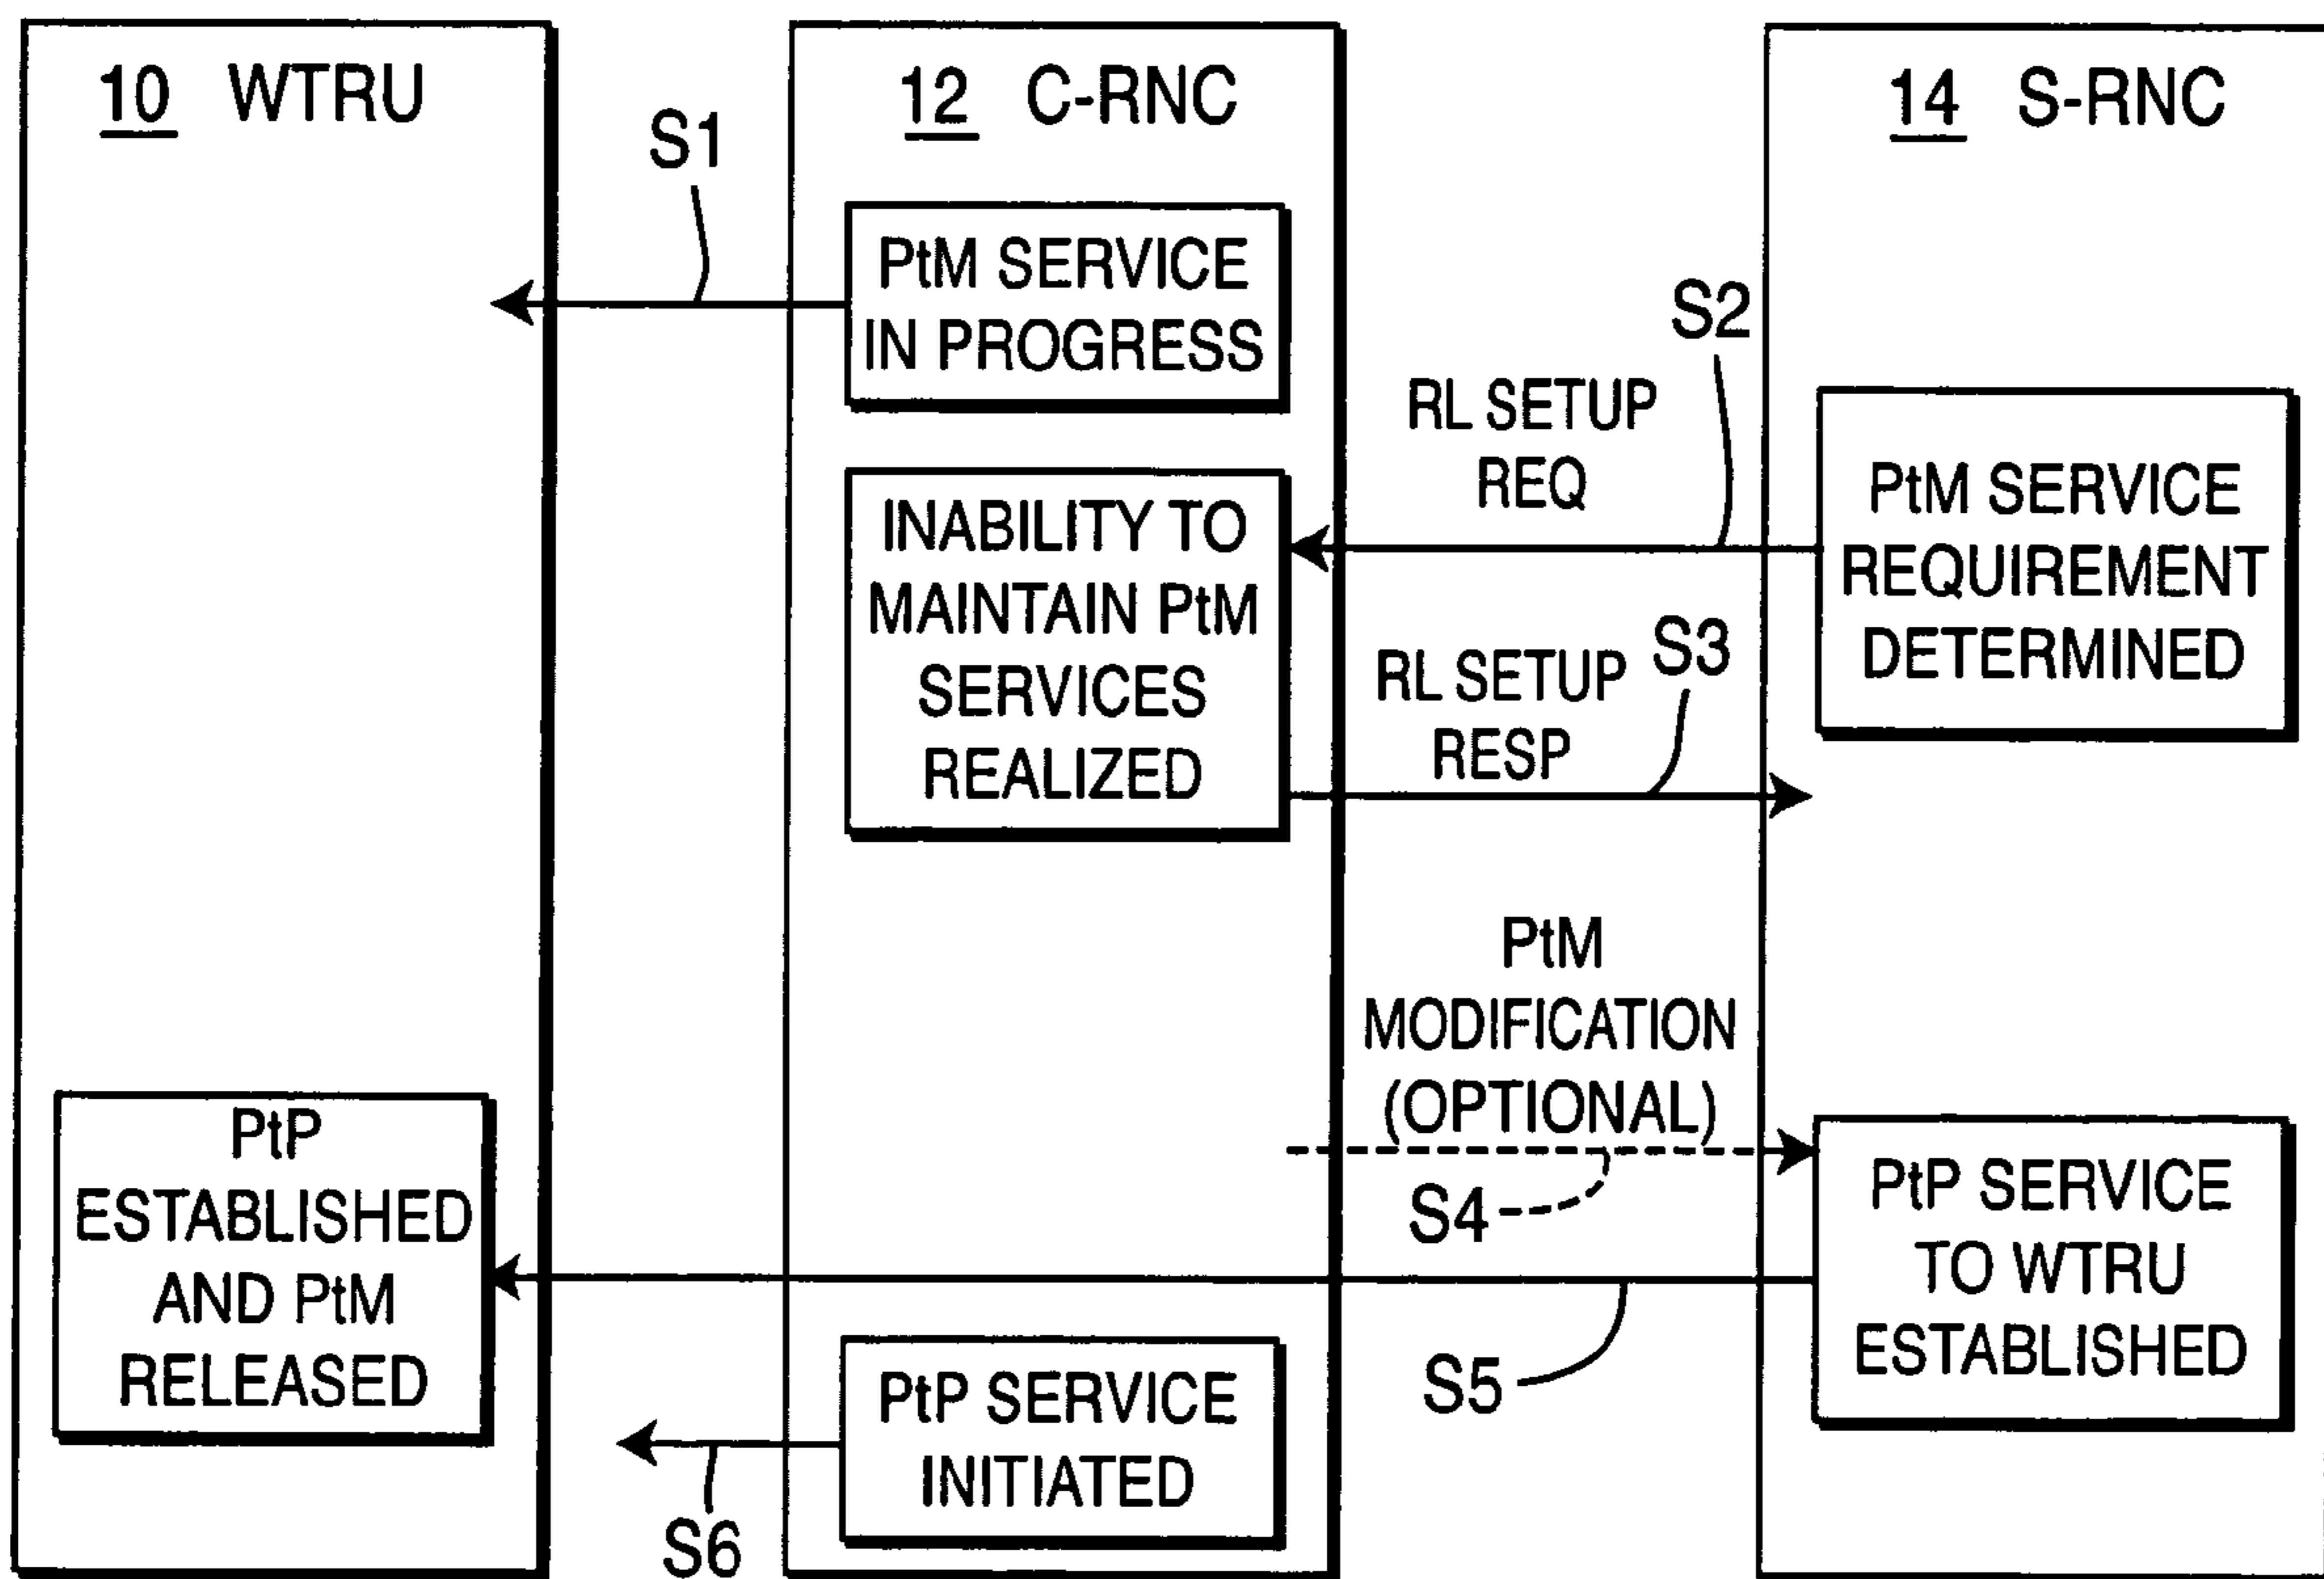 10 WTRU
12 C-RNC
14 S-RNC
S1
PtM SERVICE
IN PROGRESS
S2
RL SETUP
REQ
PtM SERVICE
REQUIREMENT
DETERMINED
INABILITY TO
MAINTAIN PtM
SERVICES
REALIZED
S3
RL SETUP
RESP
PtM
MODIFICATION
(OPTIONAL)
S4
PtP
ESTABLISHED
AND PtM
RELEASED
PtP SERVICE
TO WTRU
ESTABLISHED
S5
PtP SERVICE
INITIATED
S6